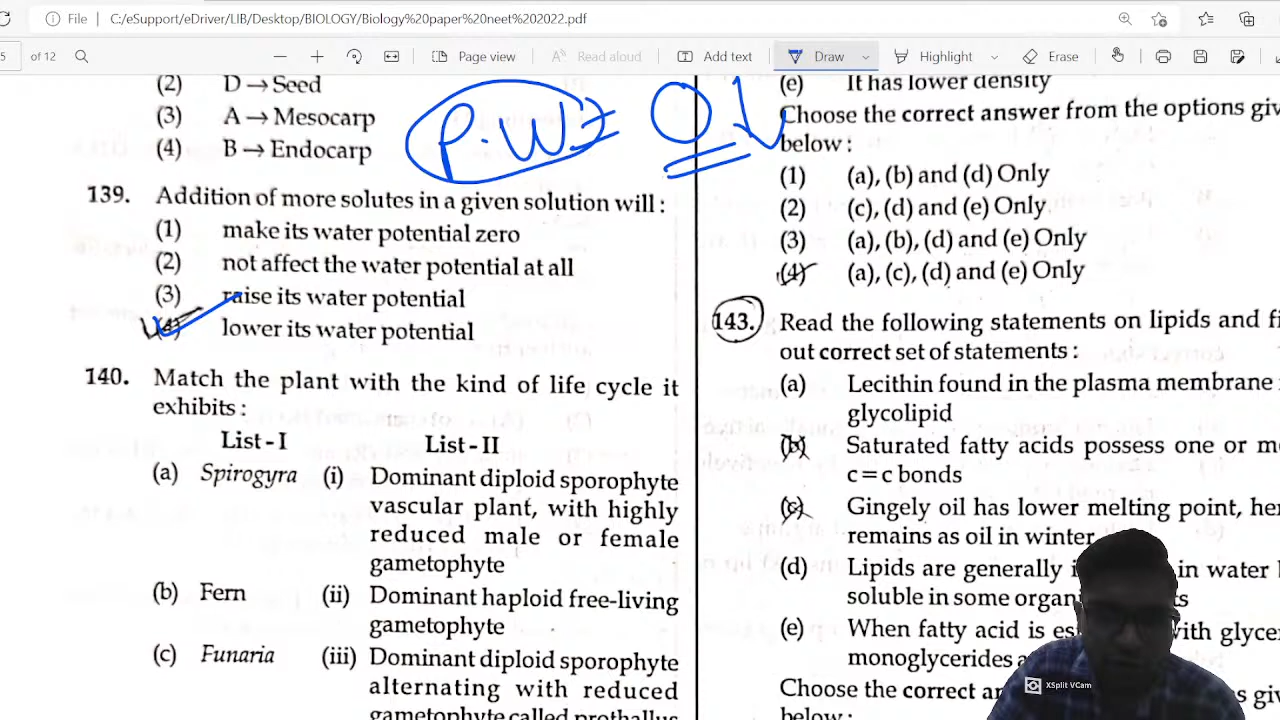 File
C:/eSupport/eDriver/LIB/Desktop/BIOLOGY/Biology%20paper%20neet%202022.pdf
5 of 12
Page view
Read aloud
Add text
Draw
Highlight
Erase
(2) D → Seed
(3) A → Mesocarp
(4) B → Endocarp
P.W = 0 ↓
139. Addition of more solutes in a given solution will :
(1) make its water potential zero
(2) not affect the water potential at all
(3) raise its water potential
(4) lower its water potential
140. Match the plant with the kind of life cycle it
exhibits :
List - I List - II
(a) Spirogyra (i) Dominant diploid sporophyte
vascular plant, with highly
reduced male or female
gametophyte
(b) Fern (ii) Dominant haploid free-living
gametophyte
(c) Funaria (iii) Dominant diploid sporophyte
alternating with reduced
gametophyte called prothallus
(e) It has lower density
Choose the correct answer from the options giv
below :
(1) (a), (b) and (d) Only
(2) (c), (d) and (e) Only
(3) (a), (b), (d) and (e) Only
(4) (a), (c), (d) and (e) Only
143. Read the following statements on lipids and fi
out correct set of statements :
(a) Lecithin found in the plasma membrane
glycolipid
(b) Saturated fatty acids possess one or mo
c = c bonds
(c) Gingely oil has lower melting point, hen
remains as oil in winter
(d) Lipids are generally in water
soluble in some organ
(e) When fatty acid is es with glycer
monoglycerides
Choose the correct an s giv
below :
XSplit VCam